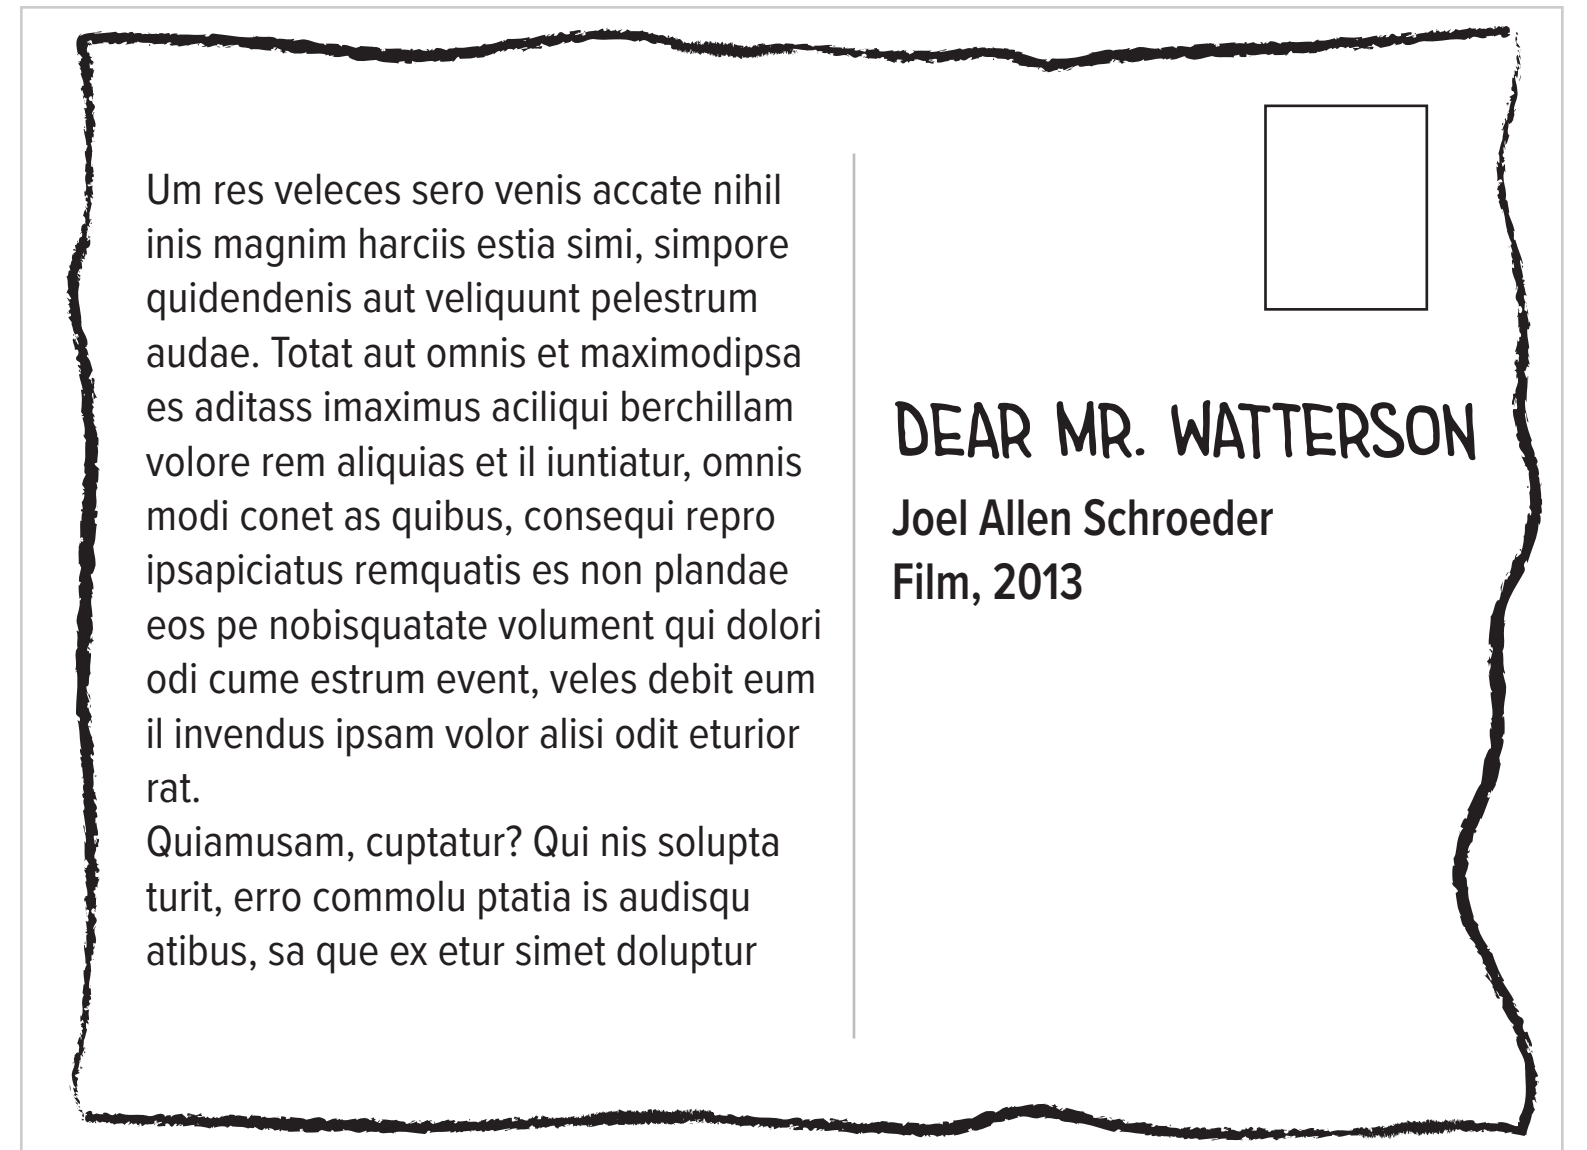 Um res veleces sero venis accate nihil
inis magnim harciis estia simi, simpore
quidendenis aut veliquunt pelestrum
audae. Totat aut omnis et maximodipsa
es aditass imaximus aciliqui berchillam
volore rem aliquias et il iuntiatur, omnis
modi conet as quibus, consequi repro
ipsapiciatus remquatis es non plandae
eos pe nobisquatate volument qui dolori
odi cume estrum event, veles debit eum
il invendus ipsam volor alisi odit eturior
rat.
Quiamusam, cuptatur? Qui nis solupta
turit, erro commolu ptatia is audisqu
atibus, sa que ex etur simet doluptur
DEAR MR. WATTERSON
Joel Allen Schroeder
Film, 2013